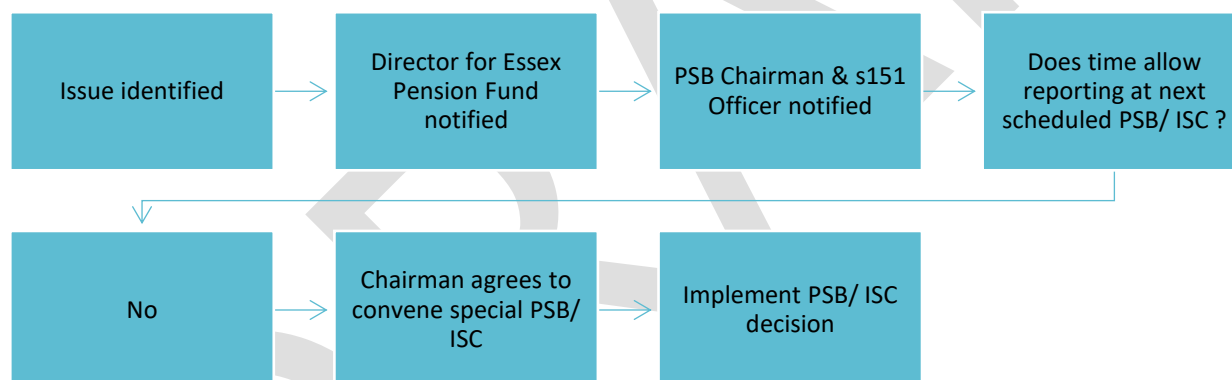 Issue identified
Director for Essex
Pension Fund
notified
PSB Chairman & s151
Officer notified
Does time allow
reporting at next
scheduled PSB/ ISC ?
No
Chairman agrees to
convene special PSB/
ISC
Implement PSB/ ISC
decision